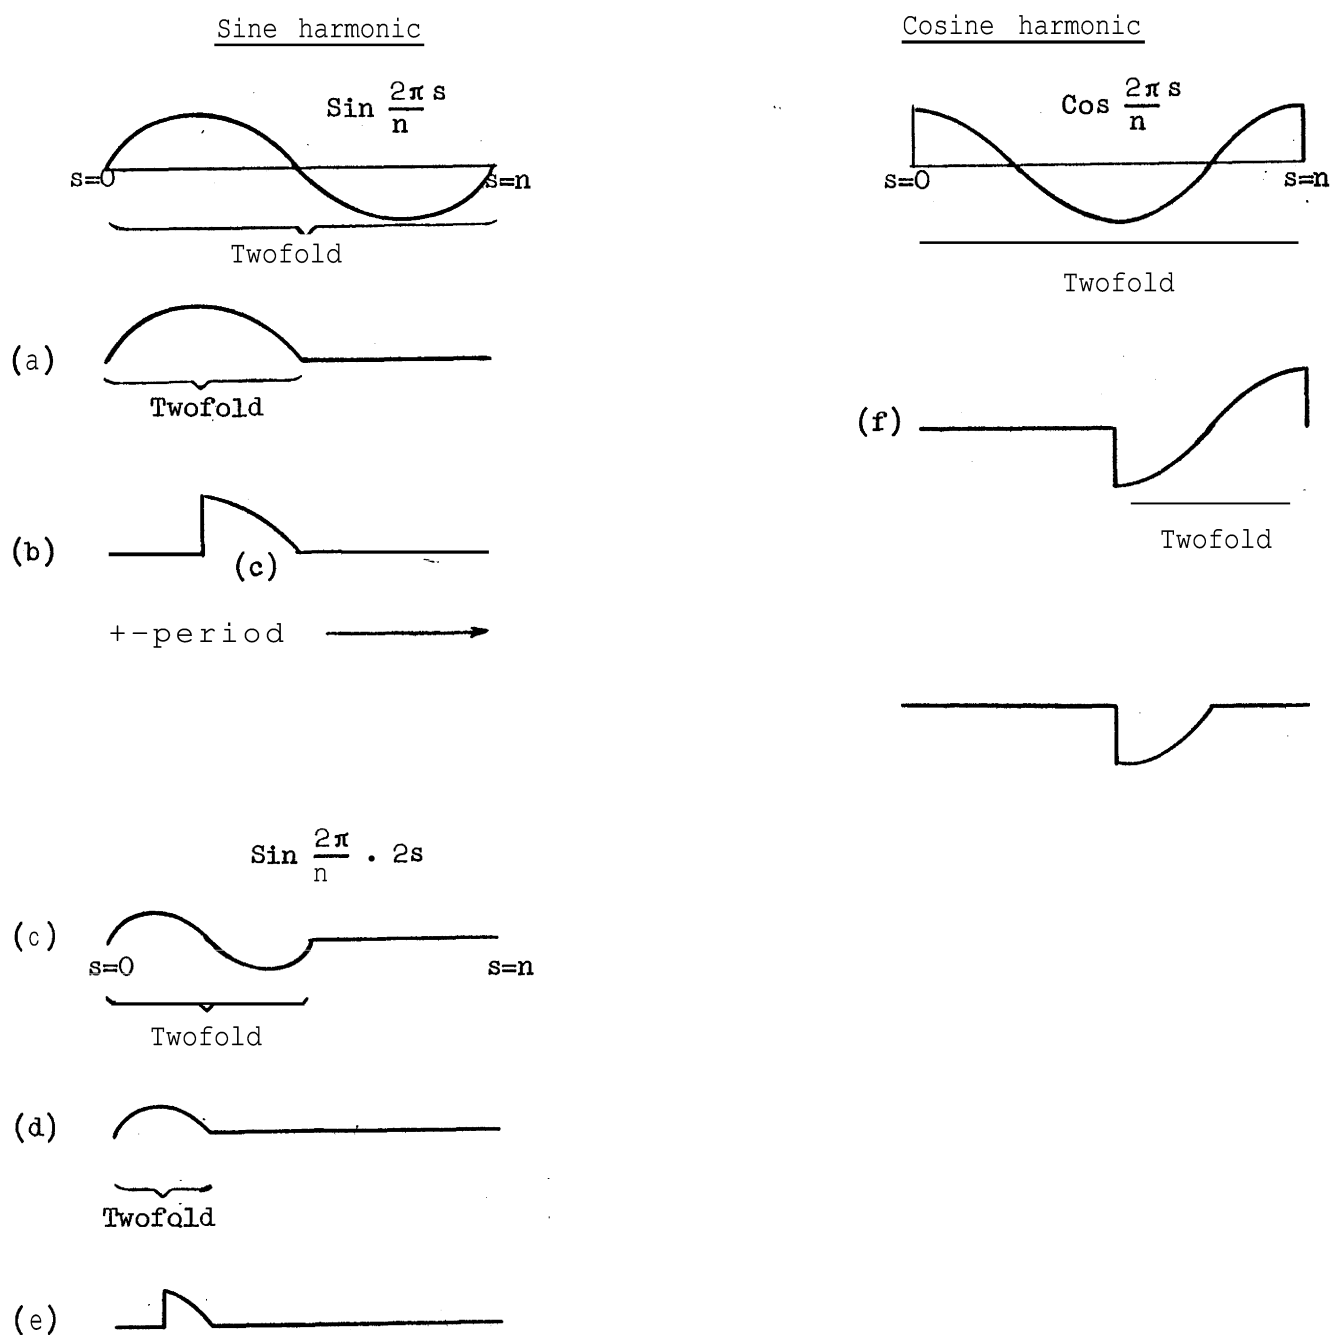 Sine harmonic
Cosine harmonic
Sin 2π s
n
Cos 2π s
n
s=0
s=n
s=0
s=n
Twofold
Twofold
(a)
Twofold
(f)
Twofold
(b)
(c)
+-period
Sin 2π . 2s
n
(c)
s=0
s=n
Twofold
(d)
Twofold
(e)